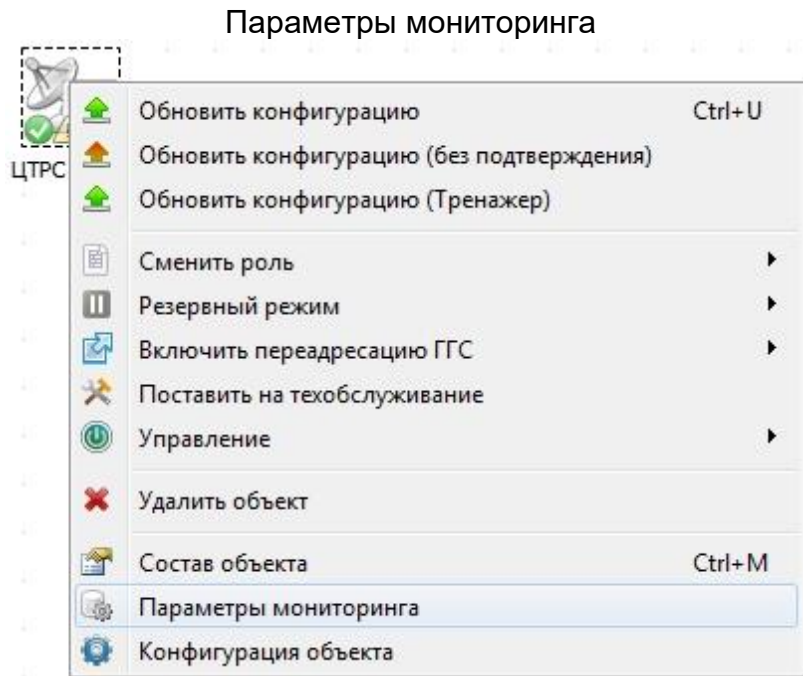 Параметры мониторинга
ЦТРС
Обновить конфигурацию Ctrl+U
Обновить конфигурацию (без подтверждения)
Обновить конфигурацию (Тренажер)
Сменить роль
Резервный режим
Включить переадресацию ГГС
Поставить на техобслуживание
Управление
Удалить объект
Состав объекта Ctrl+M
Параметры мониторинга
Конфигурация объекта